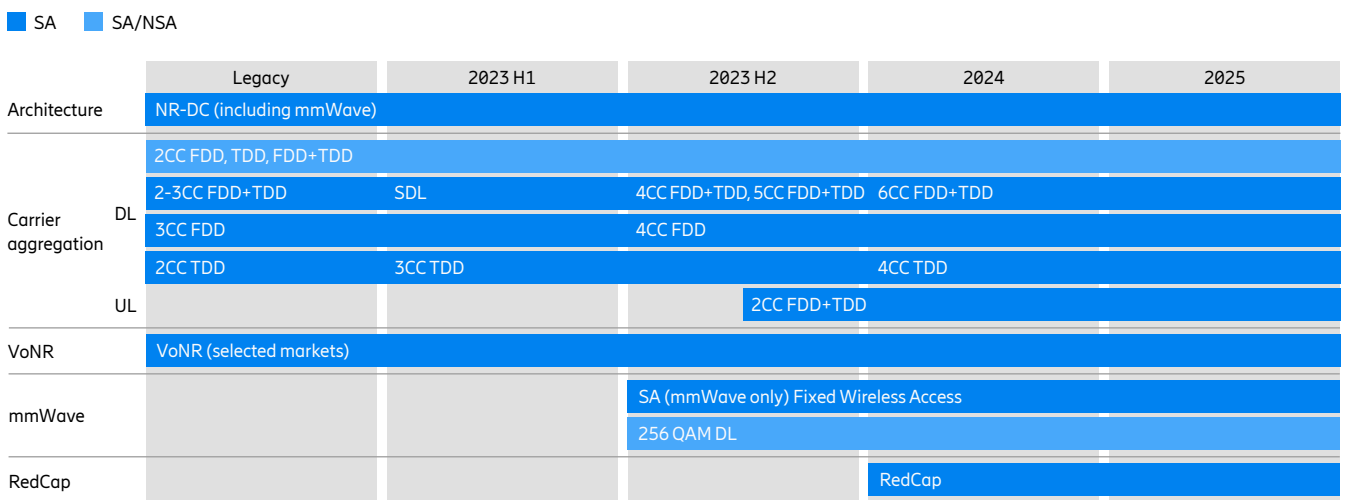 SA SA/NSA
Legacy 2023 H1 2023 H2 2024 2025
Architecture NR-DC (including mmWave)
2CC FDD, TDD, FDD+TDD
2-3CC FDD+TDD SDL 4CC FDD+TDD, 5CC FDD+TDD 6CC FDD+TDD
DL
Carrier
aggregation
3CC FDD 4CC FDD
2CC TDD 3CC TDD 4CC TDD
UL 2CC FDD+TDD
VoNR VoNR (selected markets)
mmWave
SA (mmWave only) Fixed Wireless Access
256 QAM DL
RedCap RedCap